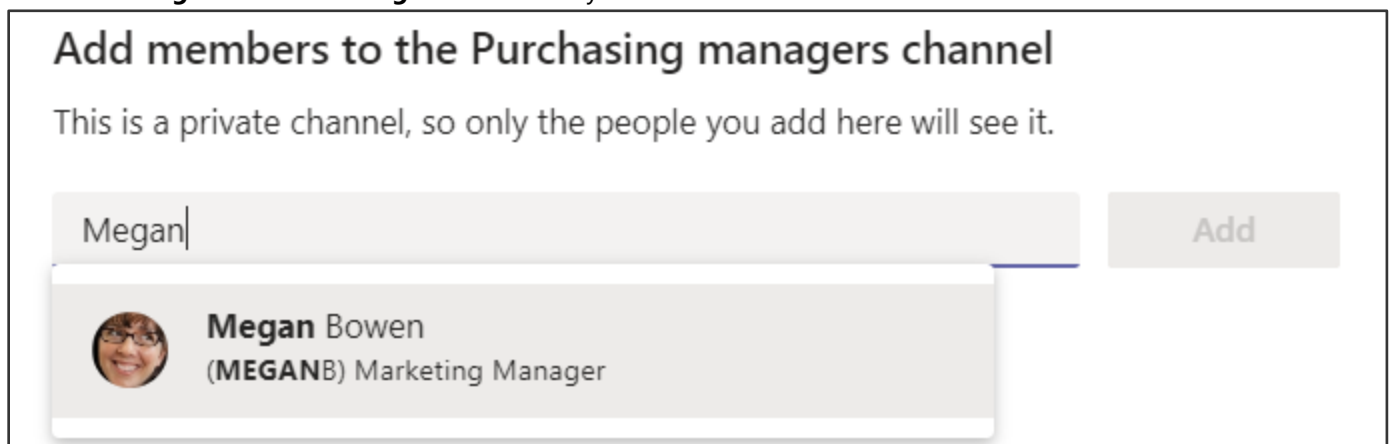 Add members to the Purchasing managers channel
This is a private channel, so only the people you add here will see it.
Megan
Add
Megan Bowen
(MEGANB) Marketing Manager